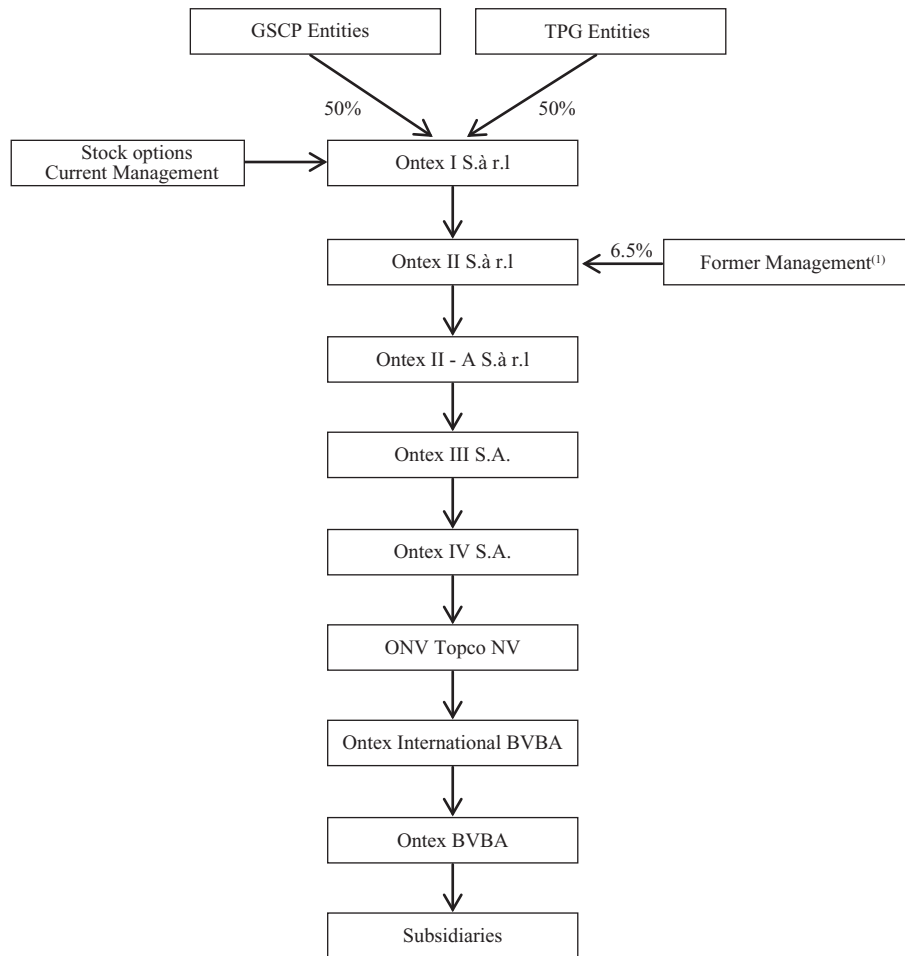 GSCP Entities
TPG Entities
50%
50%
Stock options
Current Management
Ontex I S.à r.l
Ontex II S.à r.l
6.5%
Former Management⁽¹⁾
Ontex II - A S.à r.l
Ontex III S.A.
Ontex IV S.A.
ONV Topco NV
Ontex International BVBA
Ontex BVBA
Subsidiaries